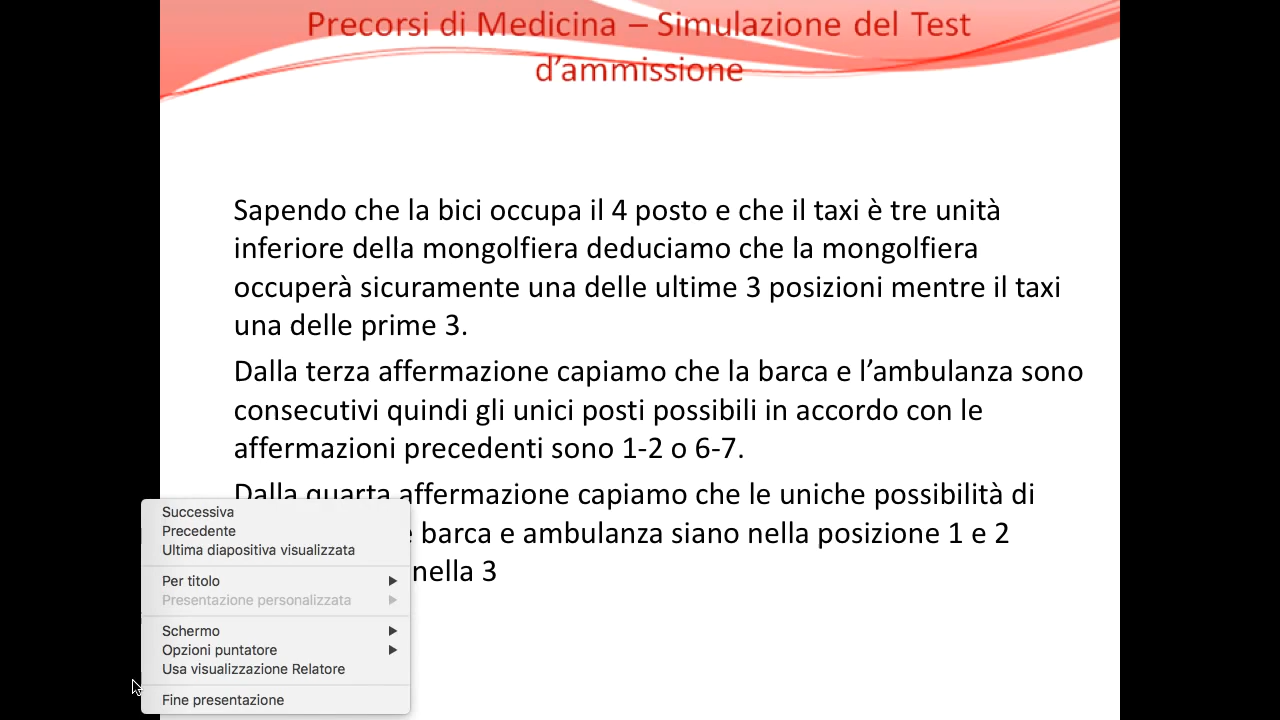 Precorsi di Medicina – Simulazione del Test
d’ammissione
Sapendo che la bici occupa il 4 posto e che il taxi è tre unità
inferiore della mongolfiera deduciamo che la mongolfiera
occuperà sicuramente una delle ultime 3 posizioni mentre il taxi
una delle prime 3.
Dalla terza affermazione capiamo che la barca e l’ambulanza sono
consecutivi quindi gli unici posti possibili in accordo con le
affermazioni precedenti sono 1-2 o 6-7.
Dalla quarta affermazione capiamo che le uniche possibilità di
barca e ambulanza siano nella posizione 1 e 2
nella 3
Successiva
Precedente
Ultima diapositiva visualizzata
Per titolo
Presentazione personalizzata
Schermo
Opzioni puntatore
Usa visualizzazione Relatore
Fine presentazione